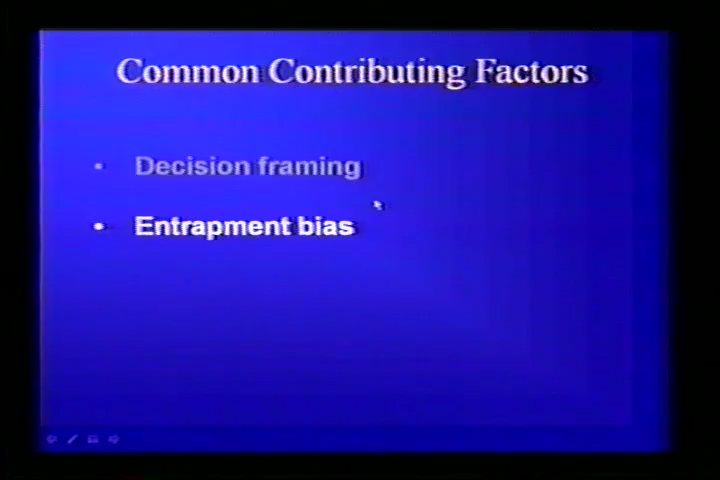 Common Contributing Factors
• Decision framing
• Entrapment bias